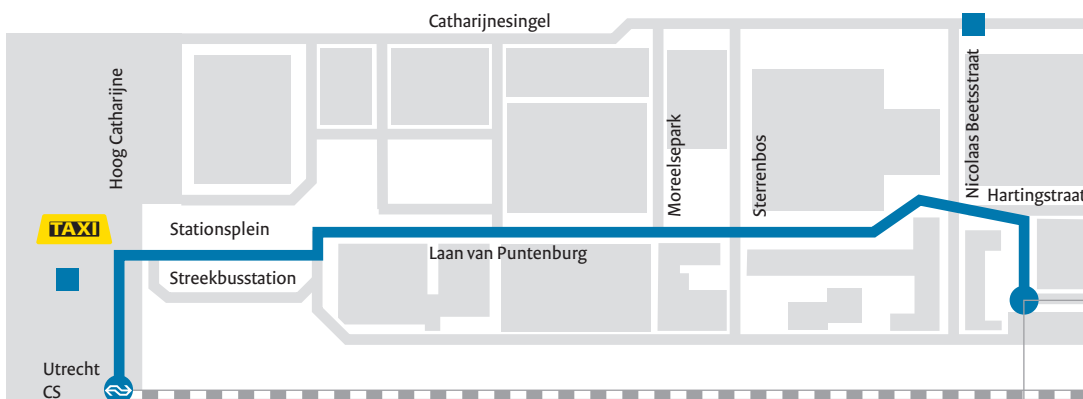 Catharijnesingel
Hoog Catharijne
Moreelsepark
Sterrenbos
Nicolaas Beetsstraat
Hartingstraat
TAXI
Stationsplein
Laan van Puntenburg
Streekbusstation
Utrecht
CS